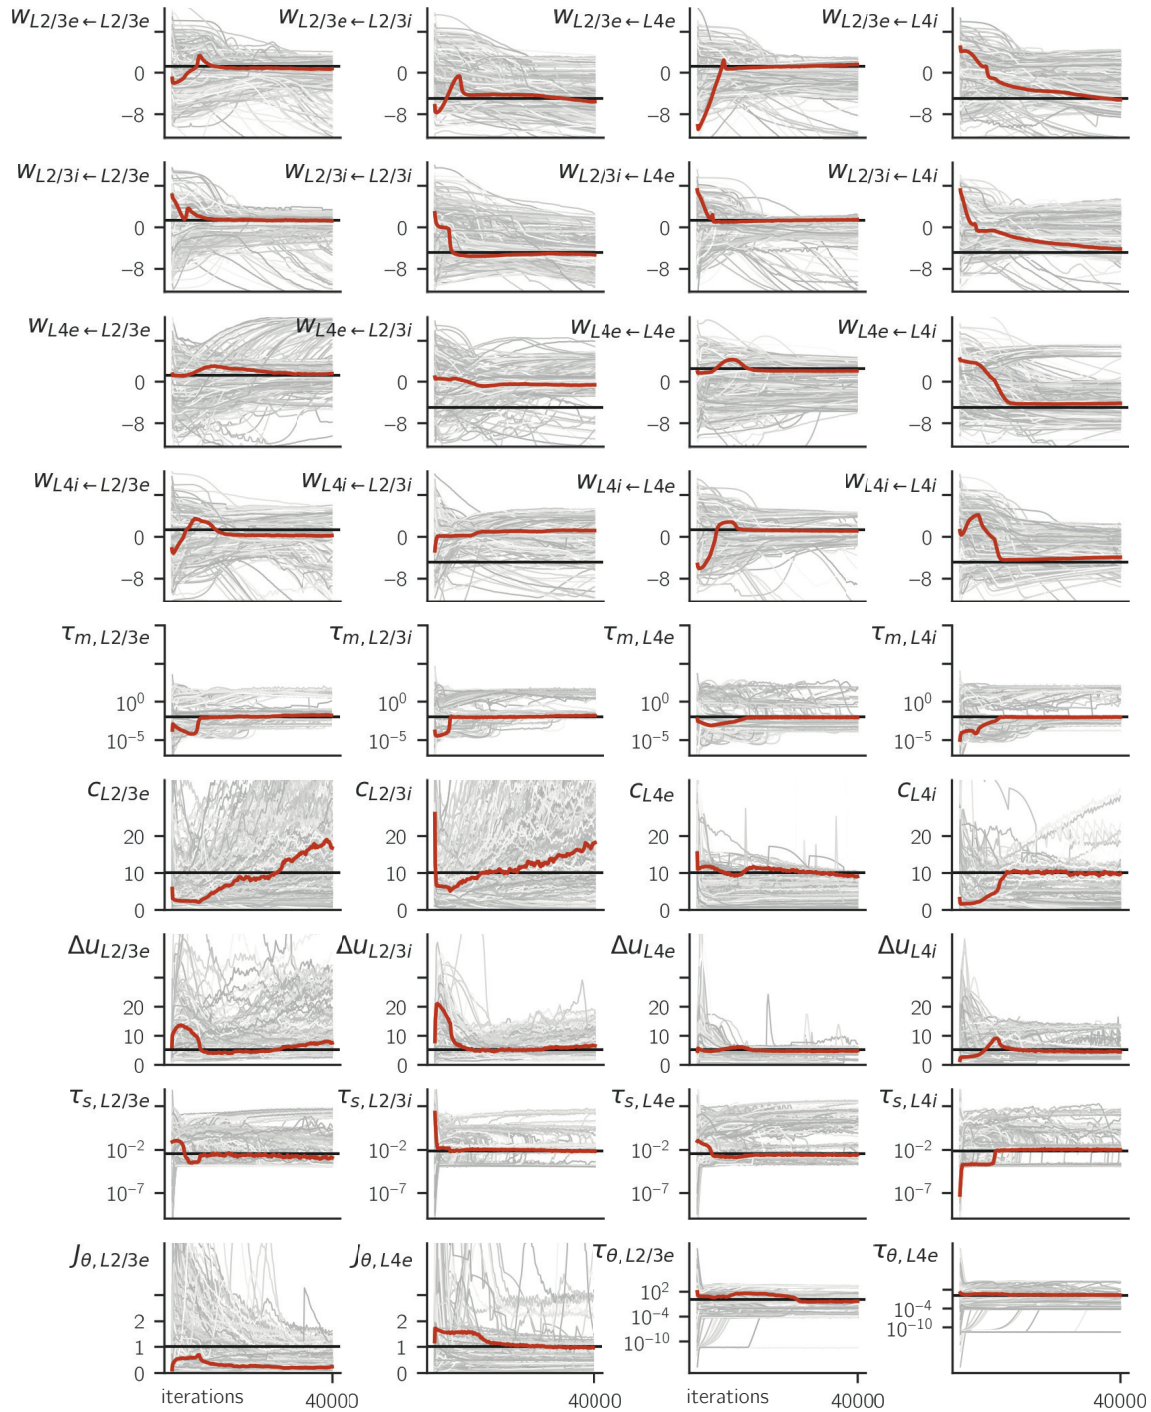 w_{L2/3e←L2/3e} w_{L2/3e←L2/3i} w_{L2/3e←L4e} w_{L2/3e←L4i}
0 0 0 0
−8 −8 −8 −8
w_{L2/3i←L2/3e} w_{L2/3i←L2/3i} w_{L2/3i←L4e} w_{L2/3i←L4i}
0 0 0 0
−8 −8 −8 −8
w_{L4e←L2/3e} w_{L4e←L2/3i} w_{L4e←L4e} w_{L4e←L4i}
0 0 0 0
−8 −8 −8 −8
w_{L4i←L2/3e} w_{L4i←L2/3i} w_{L4i←L4e} w_{L4i←L4i}
0 0 0 0
−8 −8 −8 −8
τ_{m,L2/3e} τ_{m,L2/3i} τ_{m,L4e} τ_{m,L4i}
10^0 10^0 10^0 10^0
10^{−5} 10^{−5} 10^{−5} 10^{−5}
c_{L2/3e} c_{L2/3i} c_{L4e} c_{L4i}
20 20 20 20
10 10 10 10
0 0 0 0
Δu_{L2/3e} Δu_{L2/3i} Δu_{L4e} Δu_{L4i}
20 20 20 20
10 10 10 10
0 0 0 0
τ_{s,L2/3e} τ_{s,L2/3i} τ_{s,L4e} τ_{s,L4i}
10^{−2} 10^{−2} 10^{−2} 10^{−2}
10^{−7} 10^{−7} 10^{−7} 10^{−7}
J_{θ,L2/3e} J_{θ,L4e} τ_{θ,L2/3e} τ_{θ,L4e}
2 2 10^2
1 1 10^{−4} 10^{−4}
0 0 10^{−10} 10^{−10}
iterations 40000 40000 iterations 40000 40000